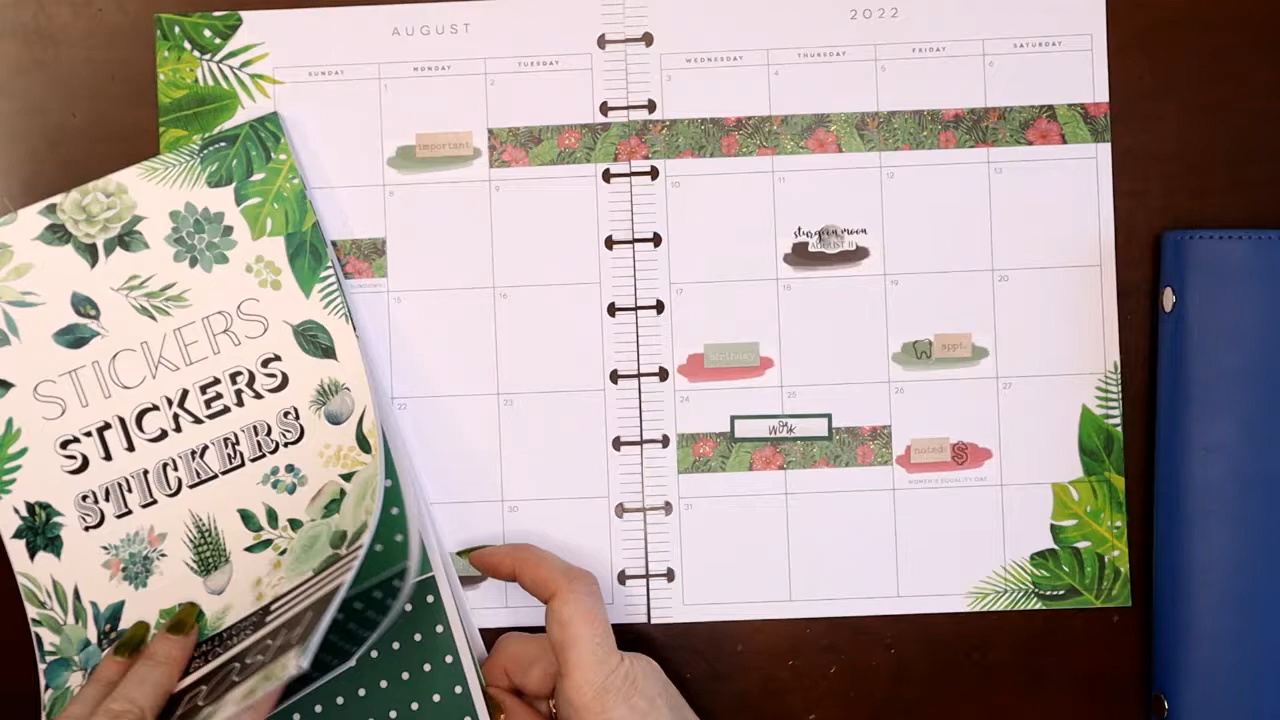 AUGUST
2022
SUNDAY MONDAY TUESDAY WEDNESDAY THURSDAY FRIDAY SATURDAY
1 2 3 4 5 6
important
8 9 10 11 12 13
sturgeon moon
AUGUST 11
15 16 17 18 19 20
birthday
appt.
22 23 24 25 26 27
work
noted:
$
WOMEN'S EQUALITY DAY
30 31
STICKERS
STICKERS
STICKERS